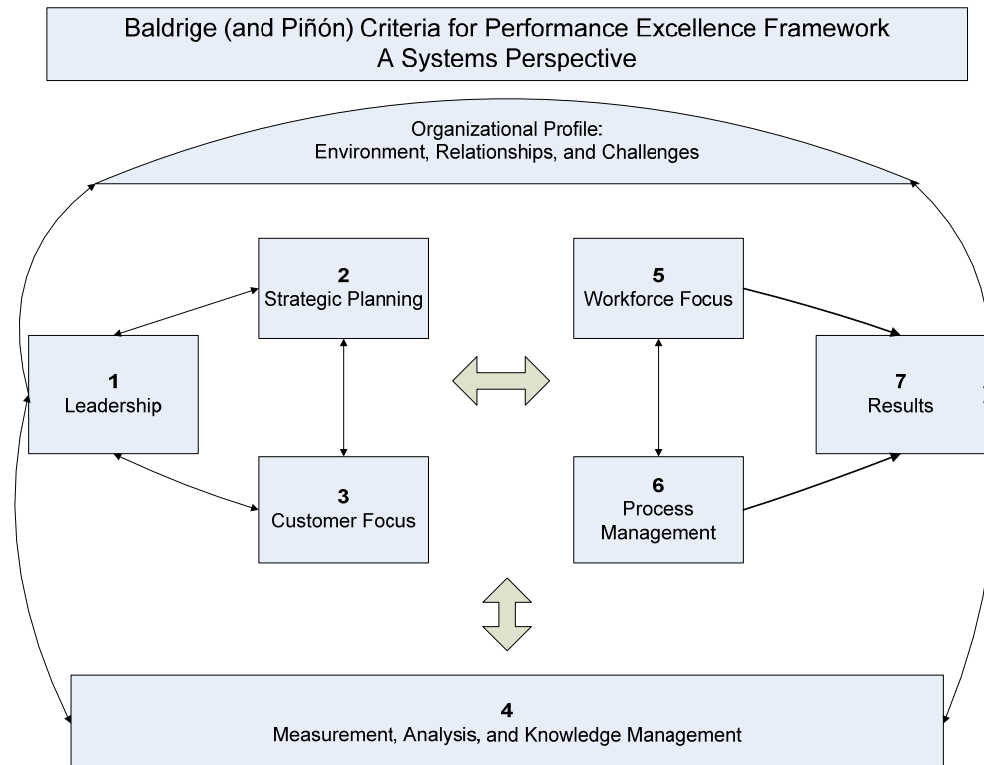 Baldrige (and Piñón) Criteria for Performance Excellence Framework
A Systems Perspective
Organizational Profile:
Environment, Relationships, and Challenges
2
Strategic Planning
5
Workforce Focus
1
Leadership
7
Results
3
Customer Focus
6
Process
Management
4
Measurement, Analysis, and Knowledge Management